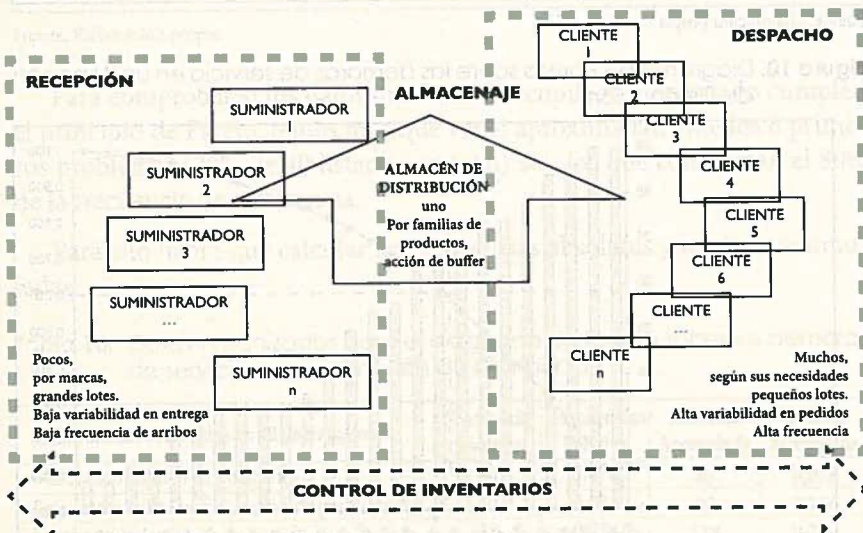 RECEPCIÓN
SUMINISTRADOR
1
SUMINISTRADOR
2
SUMINISTRADOR
3
SUMINISTRADOR
...
SUMINISTRADOR
n
Pocos,
por marcas,
grandes lotes.
Baja variabilidad en entrega
Baja frecuencia de arribos
ALMACENAJE
ALMACÉN DE
DISTRIBUCIÓN
uno
Por familias de
productos,
acción de buffer
DESPACHO
CLIENTE
1
CLIENTE
2
CLIENTE
3
CLIENTE
4
CLIENTE
5
CLIENTE
6
CLIENTE
...
CLIENTE
n
Muchos,
según sus necesidades
pequeños lotes.
Alta variabilidad en pedidos
Alta frecuencia
CONTROL DE INVENTARIOS